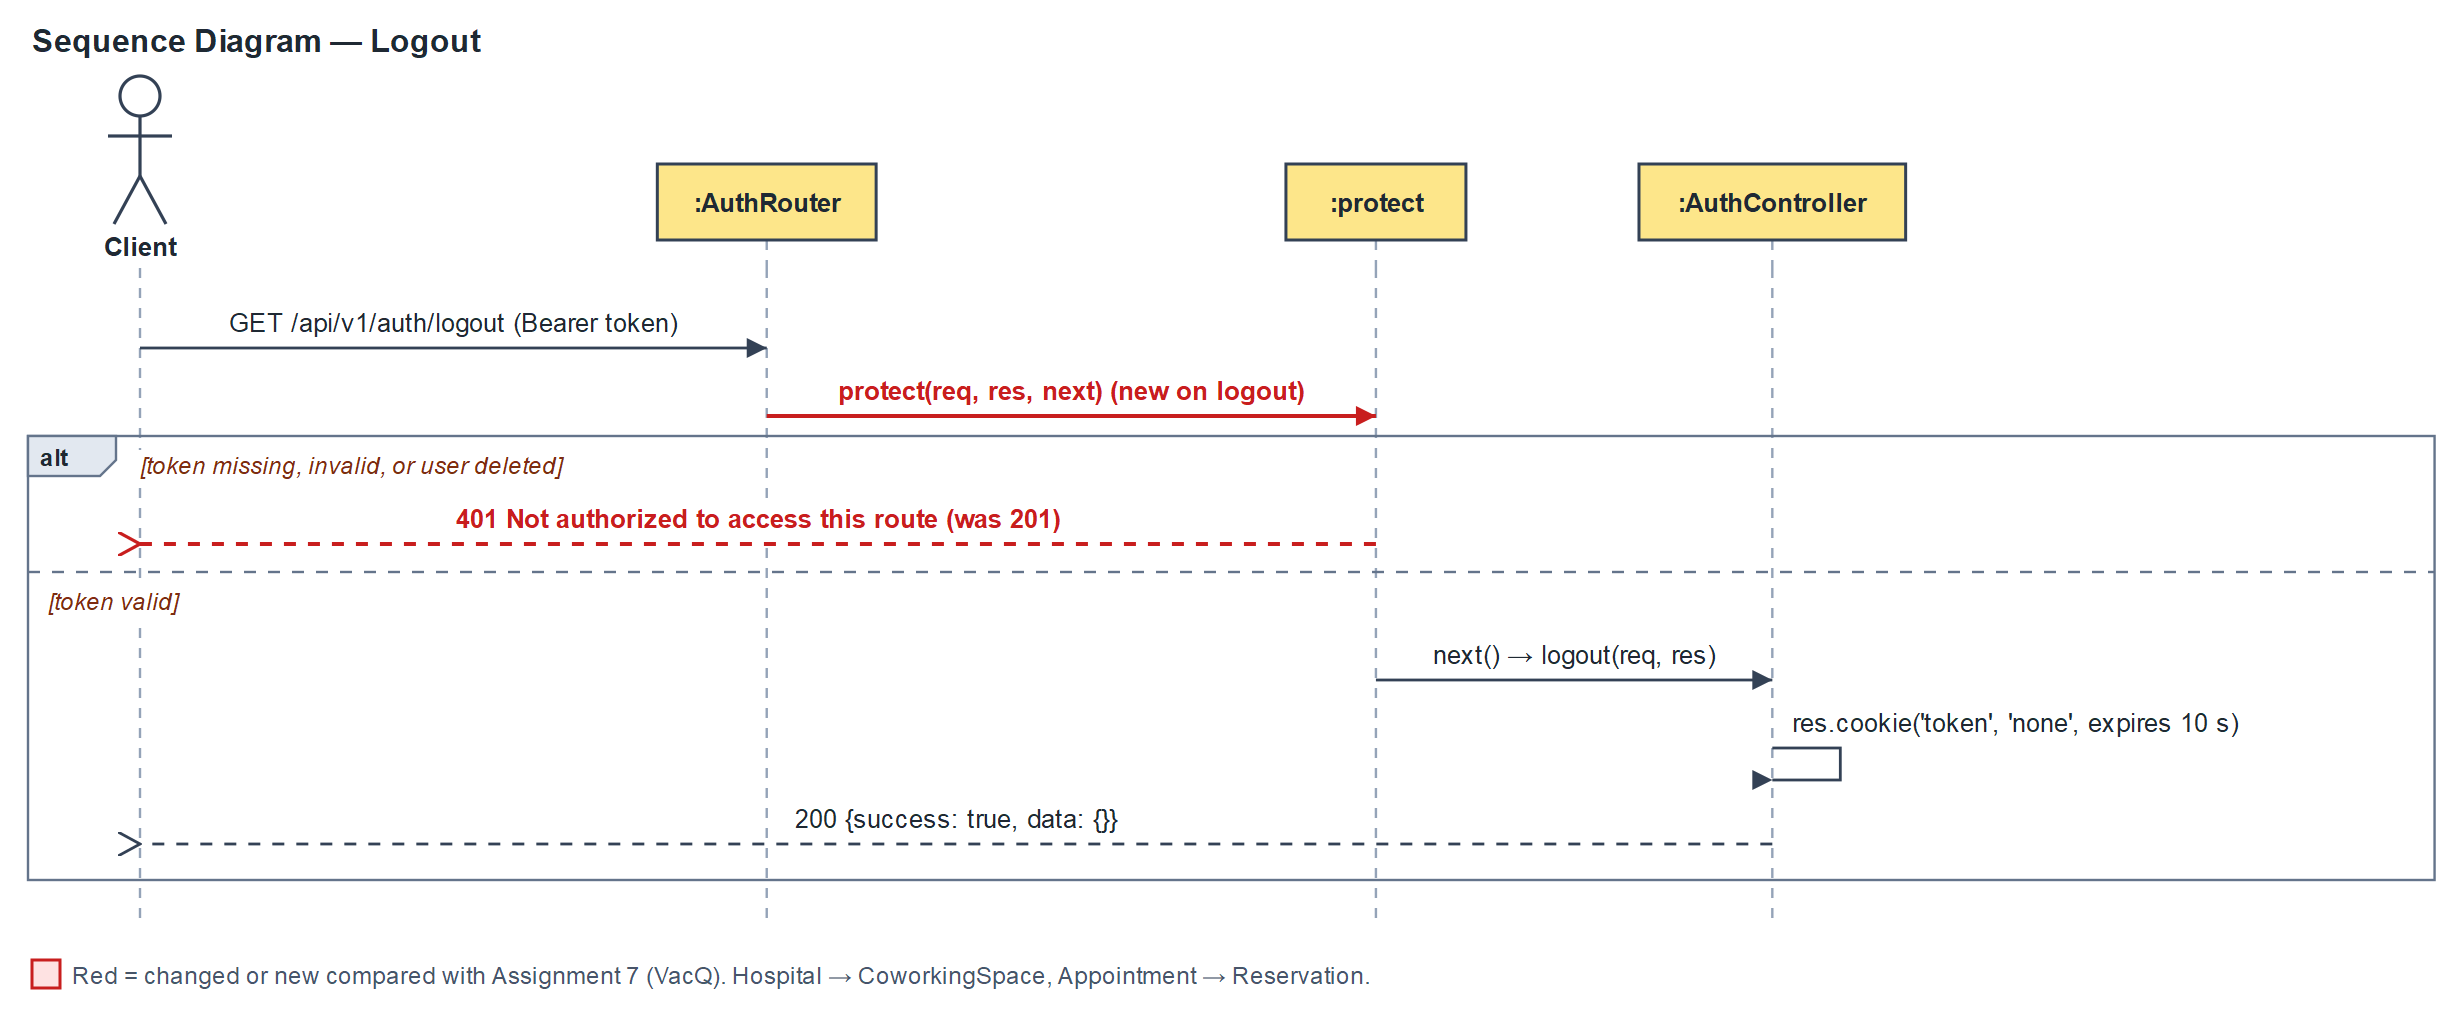 Sequence Diagram — Logout
Client
:AuthRouter
:protect
:AuthController
GET /api/v1/auth/logout (Bearer token)
protect(req, res, next) (new on logout)
alt
[token missing, invalid, or user deleted]
401 Not authorized to access this route (was 201)
[token valid]
next() → logout(req, res)
res.cookie('token', 'none', expires 10 s)
200 {success: true, data: {}}
Red = changed or new compared with Assignment 7 (VacQ). Hospital → CoworkingSpace, Appointment → Reservation.